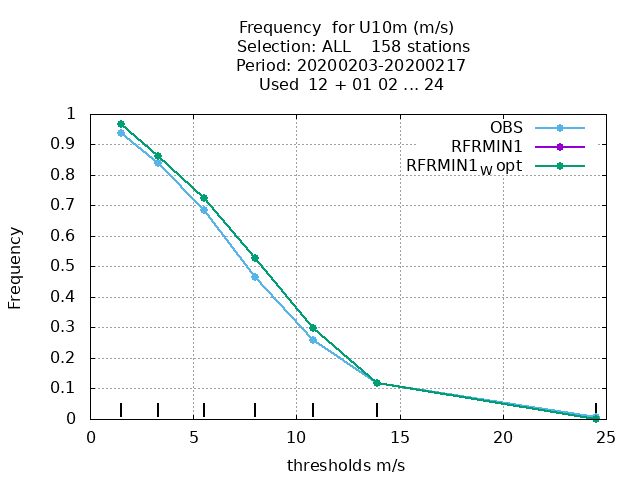 Frequency for U10m (m/s)
Selection: ALL 158 stations
Period: 20200203-20200217
Used 12 + 01 02 ... 24
OBS
RFRMIN1
RFRMIN1W opt
1
0.9
0.8
0.7
0.6
0.5
0.4
0.3
0.2
0.1
0
Frequency
0 5 10 15 20 25
thresholds m/s